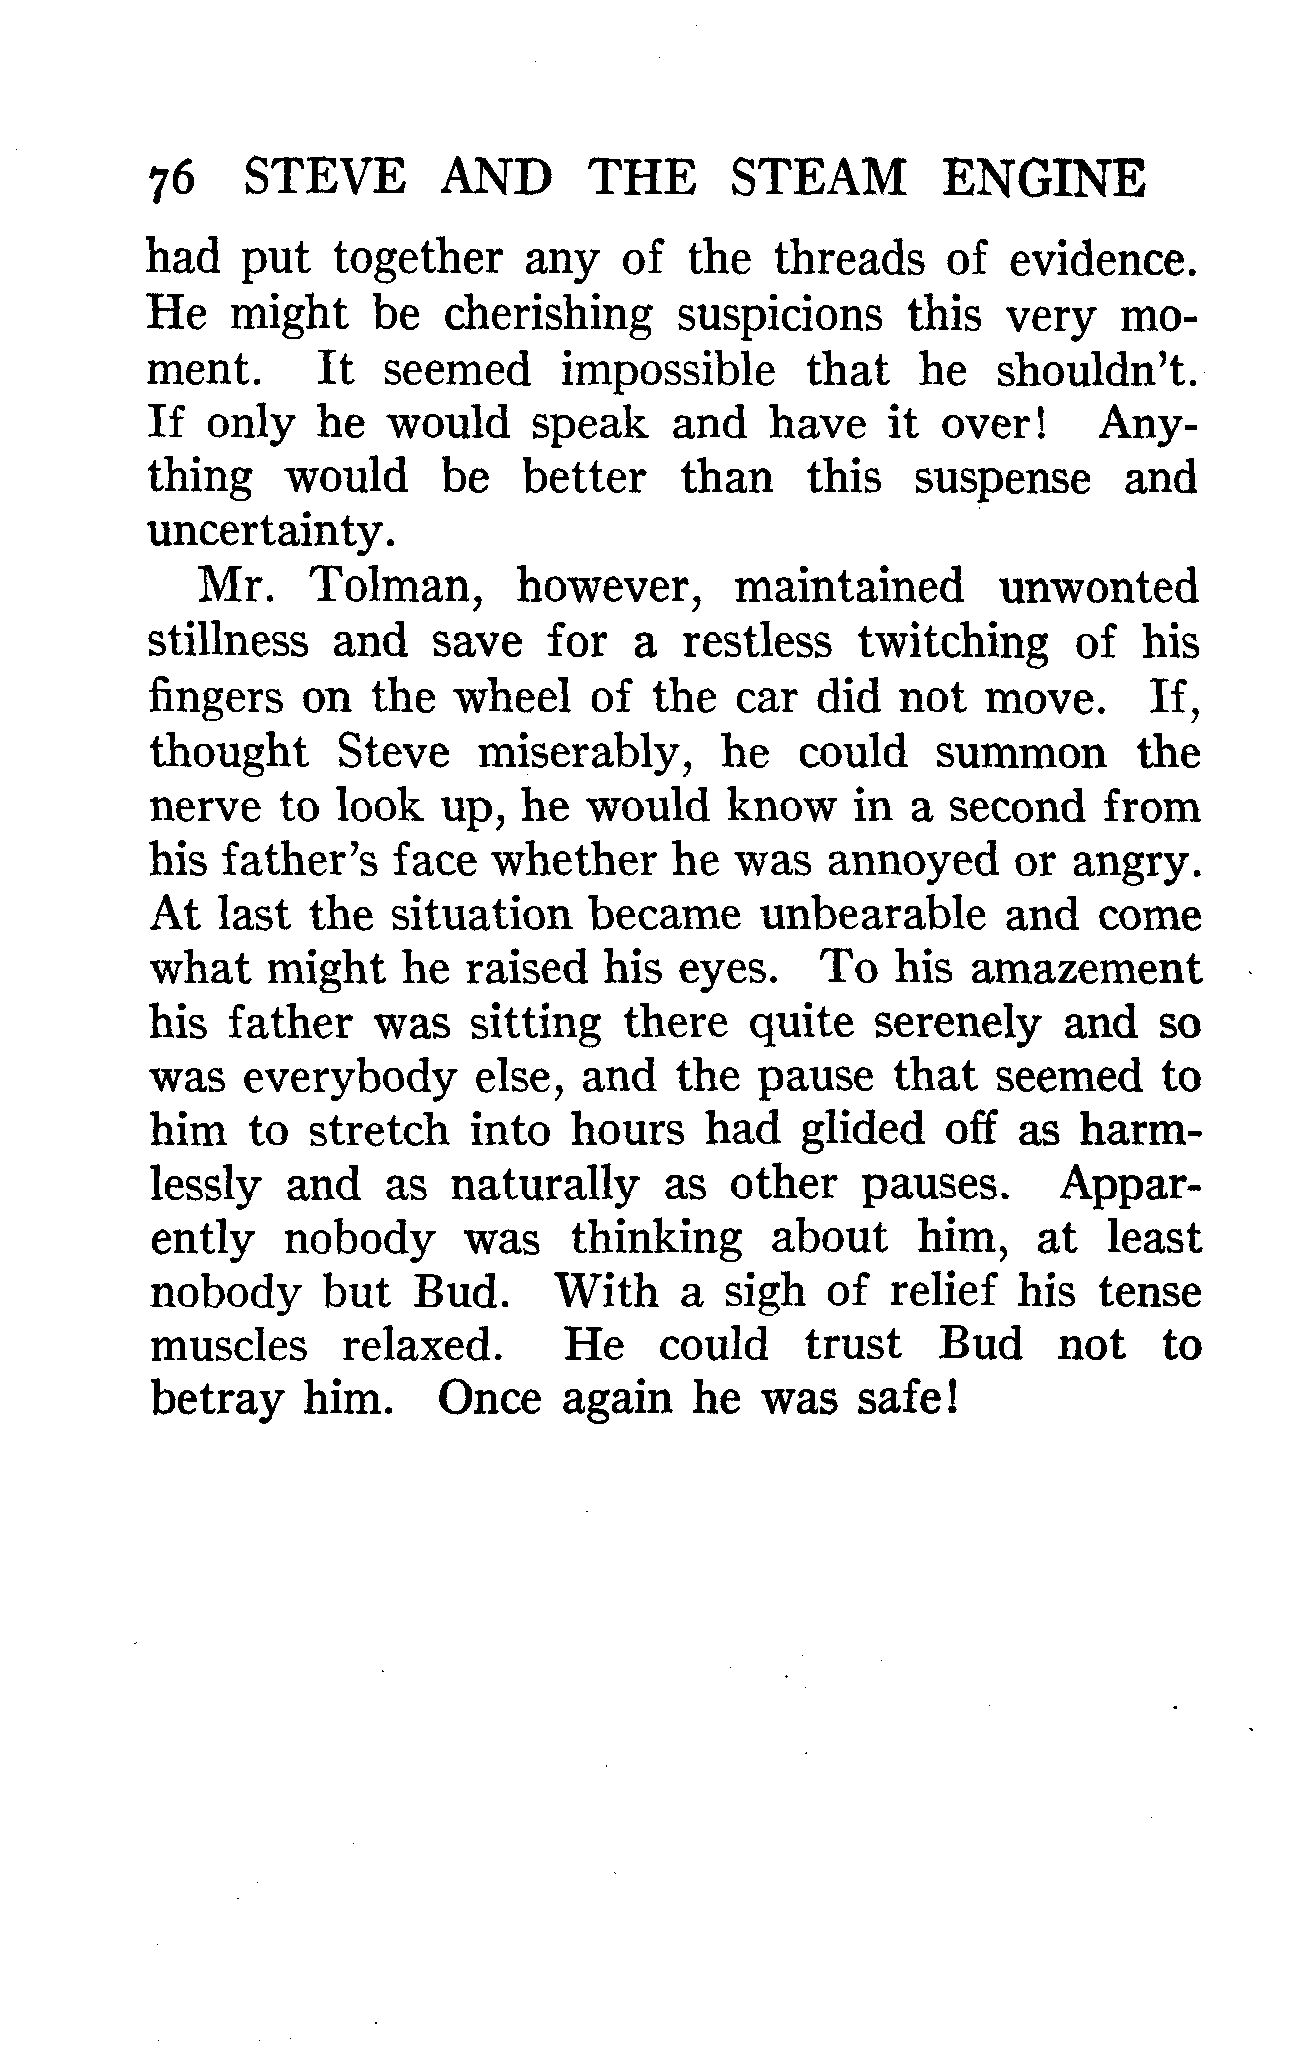 76 STEVE AND THE STEAM ENGINE
had put together any of the threads of evidence.
He might be cherishing suspicions this very mo-
ment. It seemed impossible that he shouldn't.
If only he would speak and have it over! Any-
thing would be better than this suspense and
uncertainty.
Mr. Tolman, however, maintained unwonted
stillness and save for a restless twitching of his
fingers on the wheel of the car did not move. If,
thought Steve miserably, he could summon the
nerve to look up, he would know in a second from
his father's face whether he was annoyed or angry.
At last the situation became unbearable and come
what might he raised his eyes. To his amazement
his father was sitting there quite serenely and so
was everybody else, and the pause that seemed to
him to stretch into hours had glided off as harm-
lessly and as naturally as other pauses. Appar-
ently nobody was thinking about him, at least
nobody but Bud. With a sigh of relief his tense
muscles relaxed. He could trust Bud not to
betray him. Once again he was safe!